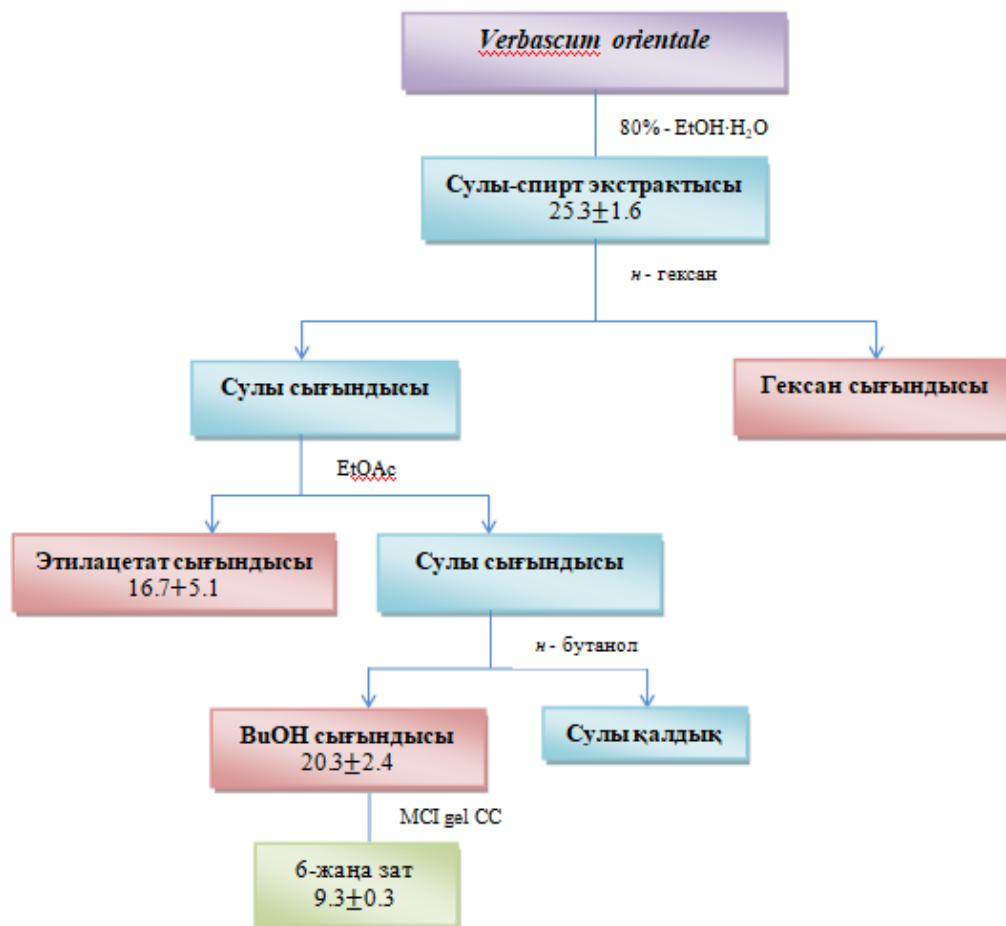 Verbascum orientale
80% - EtOH·H₂O
Сулы-спирт экстрактысы
25.3±1.6
н - гексан
Сулы сығындысы
Гексан сығындысы
EtOAc
Этилацетат сығындысы
16.7+5.1
Сулы сығындысы
н - бутанол
BuOH сығындысы
20.3±2.4
Сулы қалдық
MCI gel CC
6-жаңа зат
9.3±0.3